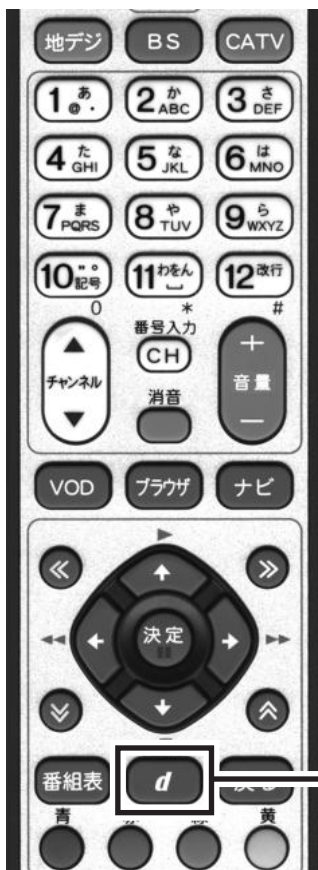 地デジ BS CATV
1 あ @. 2 か ABC 3 さ DEF
4 た GHI 5 な JKL 6 は MNO
7 ま PQRS 8 や TUV 9 ら WXYZ
10 ゛゜ 記号 11 わをん 12 改行
0 * #
番号入力
CH
チャンネル
消音
+
音量
−
VOD ブラウザ ナビ
決定
番組表 d
青 黄